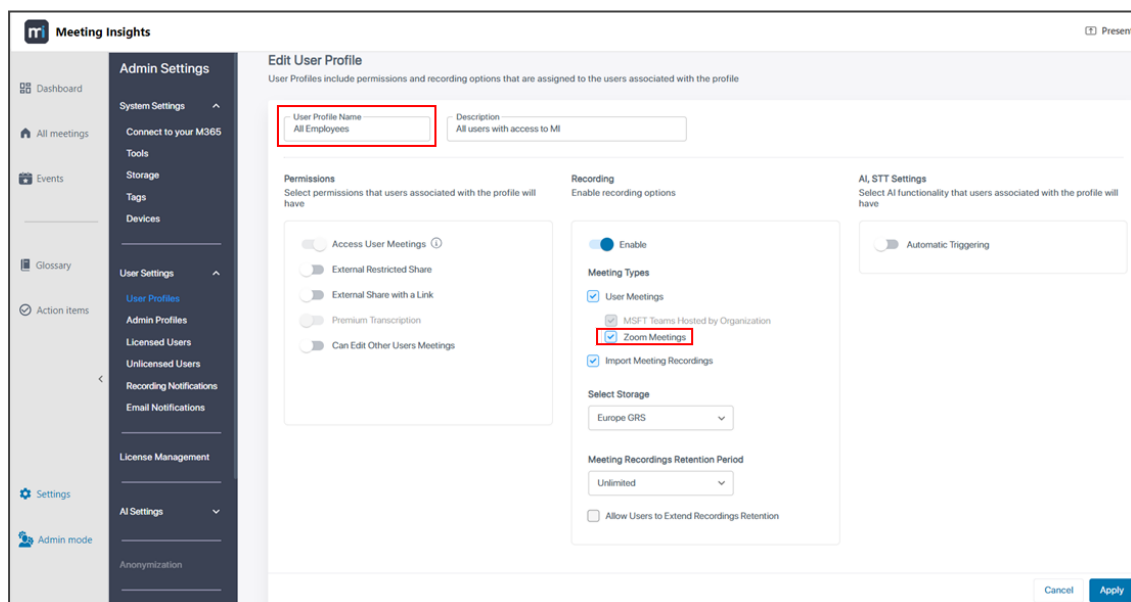 mi Meeting Insights
Present
Dashboard
All meetings
Events
Glossary
Action items
Settings
Admin mode
Admin Settings
System Settings
Connect to your M365
Tools
Storage
Tags
Devices
User Settings
User Profiles
Admin Profiles
Licensed Users
Unlicensed Users
Recording Notifications
Email Notifications
License Management
AI Settings
Anonymization
Edit User Profile
User Profiles include permissions and recording options that are assigned to the users associated with the profile
User Profile Name
All Employees
Description
All users with access to MI
Permissions
Select permissions that users associated with the profile will
have
Access User Meetings
External Restricted Share
External Share with a Link
Premium Transcription
Can Edit Other Users Meetings
Recording
Enable recording options
Enable
Meeting Types
User Meetings
MSFT Teams Hosted by Organization
Zoom Meetings
Import Meeting Recordings
Select Storage
Europe GRS
Meeting Recordings Retention Period
Unlimited
Allow Users to Extend Recordings Retention
AI, STT Settings
Select AI functionality that users associated with the profile will
have
Automatic Triggering
Cancel
Apply